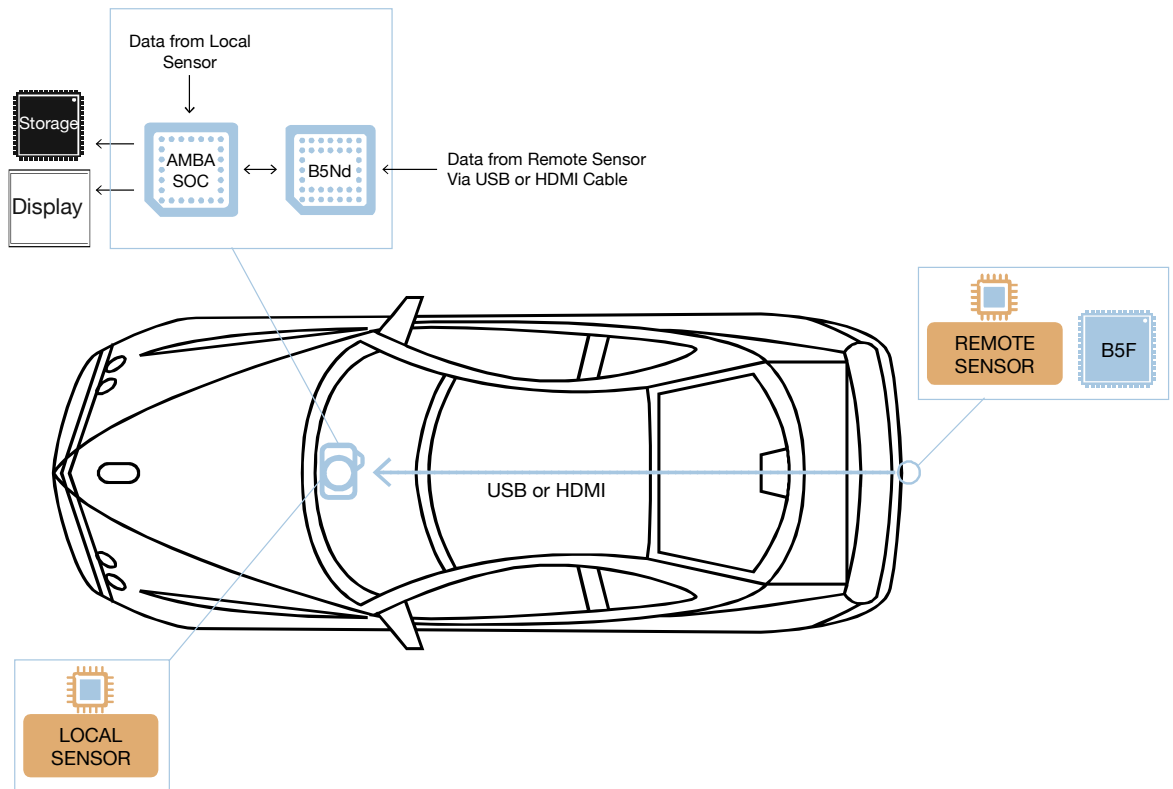 Data from Local
Sensor
Storage
AMBA
SOC
B5Nd
Data from Remote Sensor
Via USB or HDMI Cable
Display
REMOTE
SENSOR
B5F
USB or HDMI
LOCAL
SENSOR